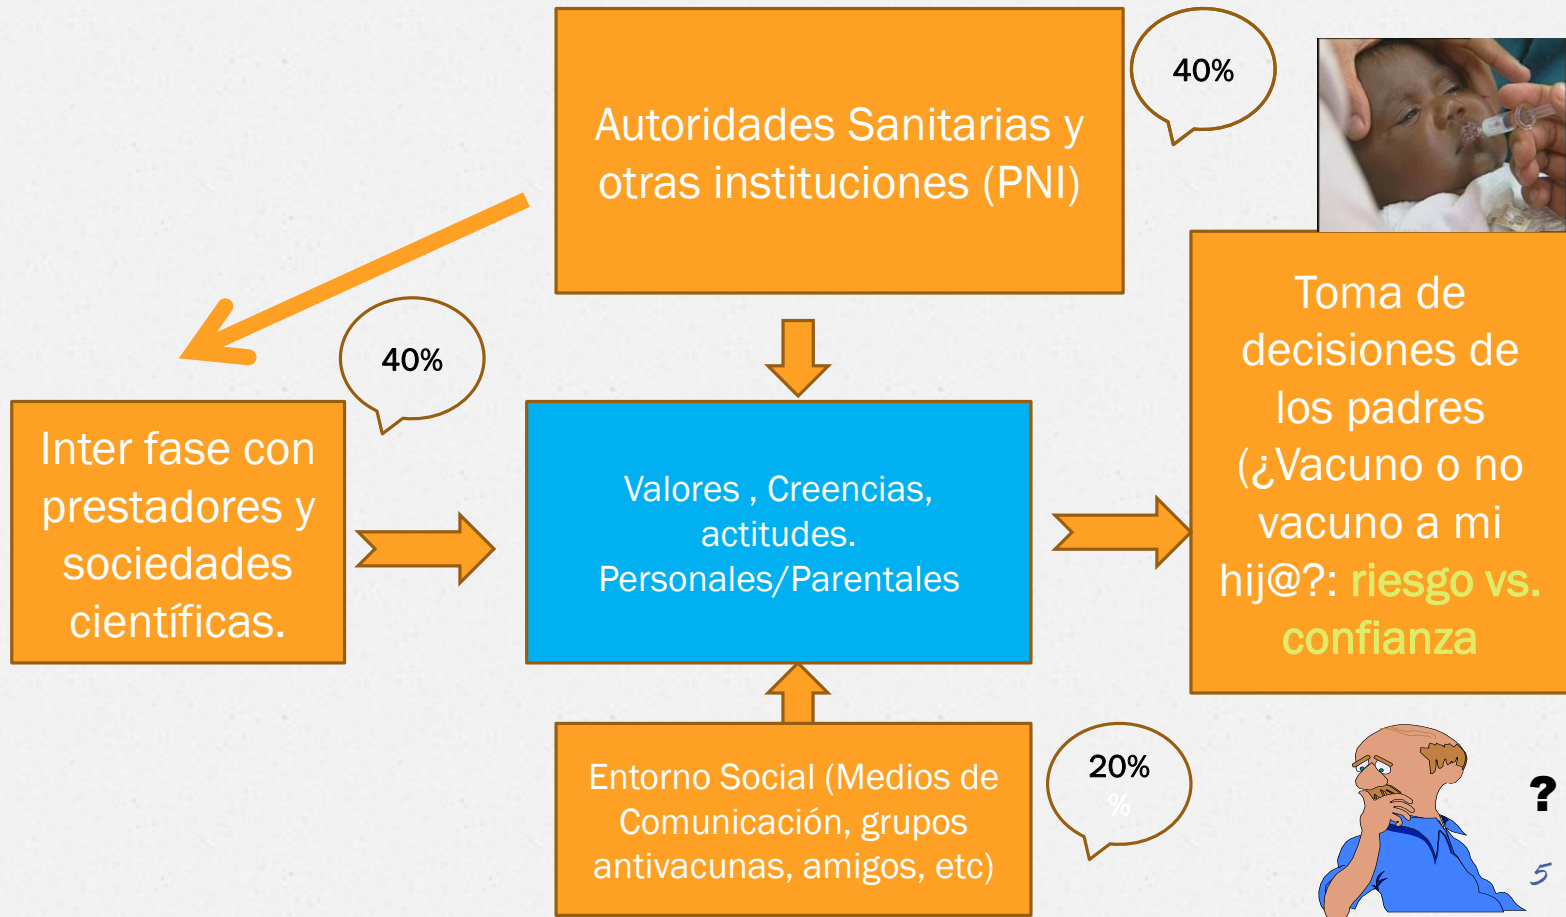 40%
Autoridades Sanitarias y
otras instituciones (PNI)
40%
Inter fase con
prestadores y
sociedades
científicas.
Valores , Creencias,
actitudes.
Personales/Parentales
Toma de
decisiones de
los padres
(¿Vacuno o no
vacuno a mi
hij@?: riesgo vs.
confianza
Entorno Social (Medios de
Comunicación, grupos
antivacunas, amigos, etc)
20%
%
?
5